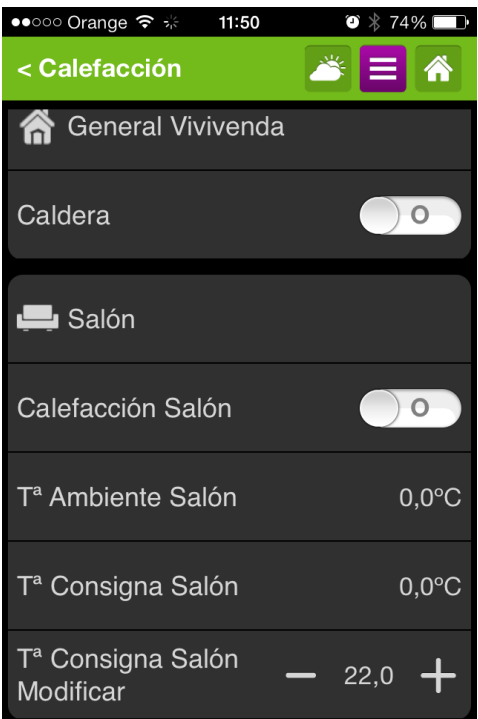 Orange 11:50 74%
< Calefacción
General Vivivenda
Caldera O
Salón
Calefacción Salón O
Tª Ambiente Salón 0,0ºC
Tª Consigna Salón 0,0ºC
Tª Consigna Salón
Modificar − 22,0 +